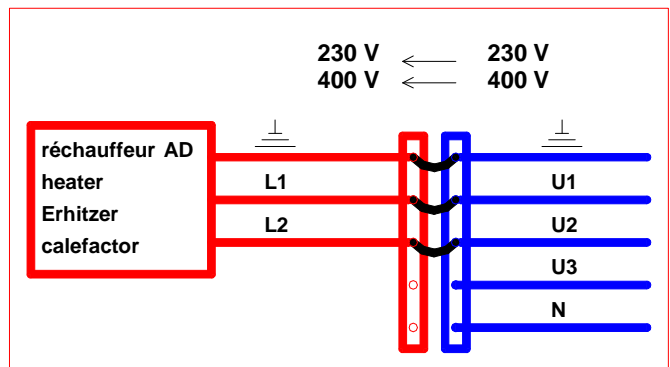 230 V 230 V
400 V 400 V
réchauffeur AD
heater L1 U1
Erhitzer
calefactor L2 U2
U3
N